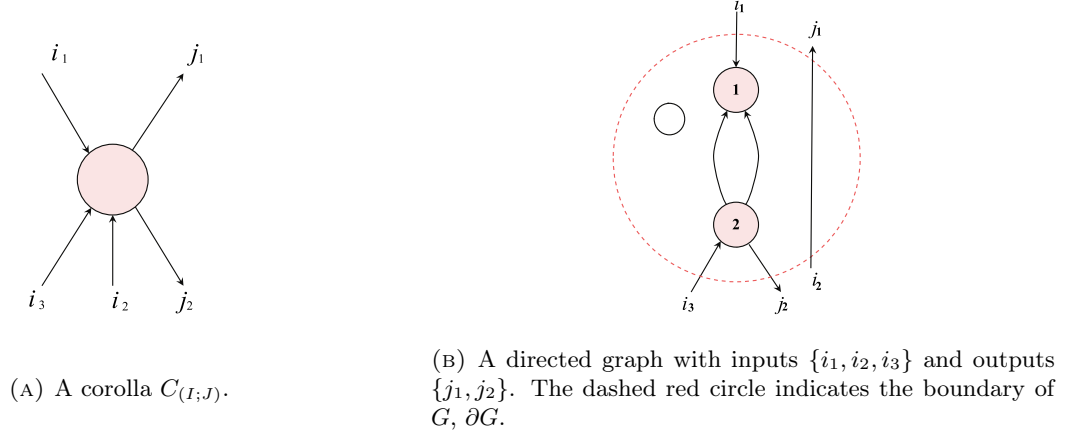 i₁ j₁
i₃ i₂ j₂
(A) A corolla C₍I;J₎.
i₁
j₁
1
2
i₂
i₃ j₂
(B) A directed graph with inputs {i₁, i₂, i₃} and outputs
{j₁, j₂}. The dashed red circle indicates the boundary of
G, ∂G.